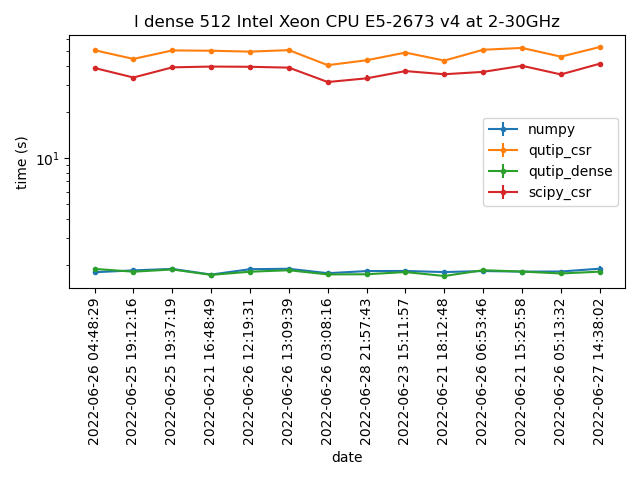 l dense 512 Intel Xeon CPU E5-2673 v4 at 2-30GHz
time (s)
10¹
numpy
qutip_csr
qutip_dense
scipy_csr
2022-06-26 04:48:29
2022-06-25 19:12:16
2022-06-25 19:37:19
2022-06-21 16:48:49
2022-06-26 12:19:31
2022-06-26 13:09:39
2022-06-26 03:08:16
2022-06-28 21:57:43
2022-06-23 15:11:57
2022-06-21 18:12:48
2022-06-26 06:53:46
2022-06-21 15:25:58
2022-06-26 05:13:32
2022-06-27 14:38:02
date